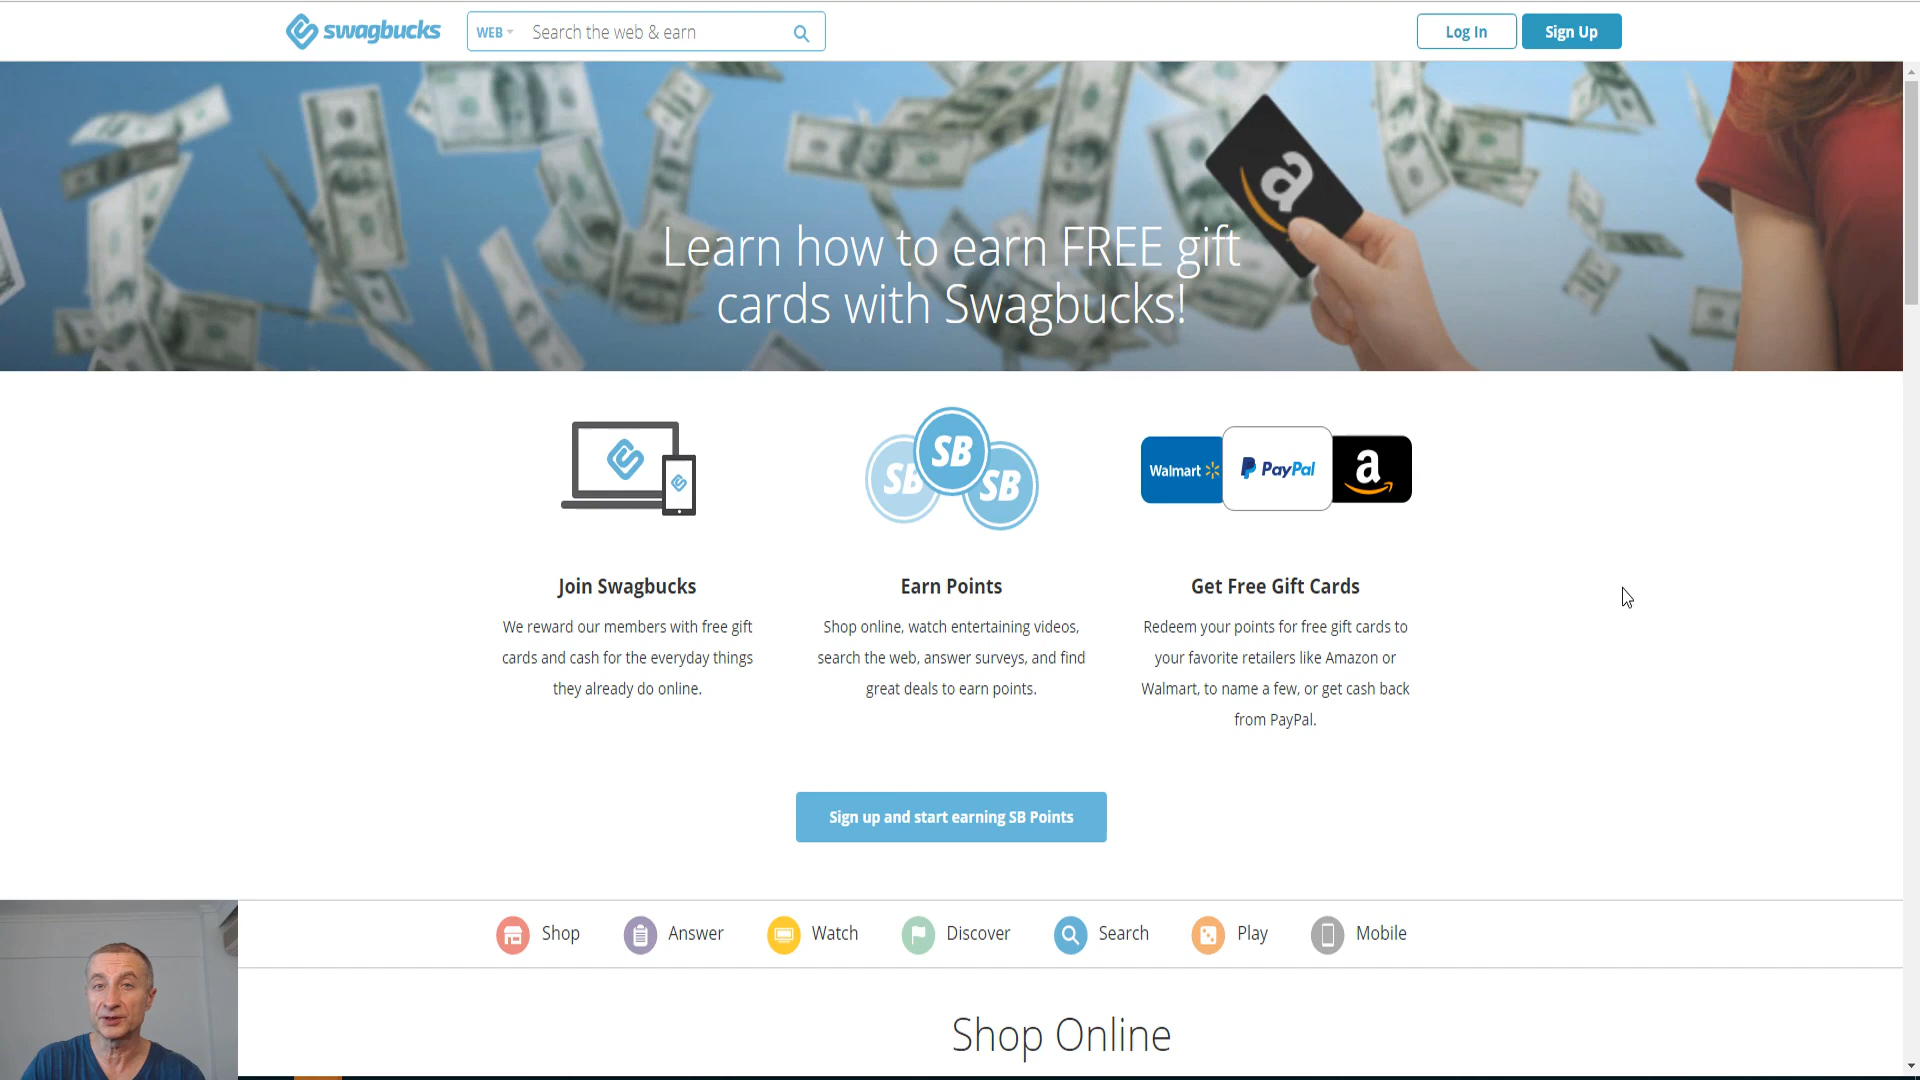 swagbucks
WEB
Search the web & earn
Log In
Sign Up
Learn how to earn FREE gift
cards with Swagbucks!
SB
SB
SB
Walmart
PayPal
a
Join Swagbucks
We reward our members with free gift
cards and cash for the everyday things
they already do online.
Earn Points
Shop online, watch entertaining videos,
search the web, answer surveys, and find
great deals to earn points.
Get Free Gift Cards
Redeem your points for free gift cards to
your favorite retailers like Amazon or
Walmart, to name a few, or get cash back
from PayPal.
Sign up and start earning SB Points
Shop
Answer
Watch
Discover
Search
Play
Mobile
Shop Online